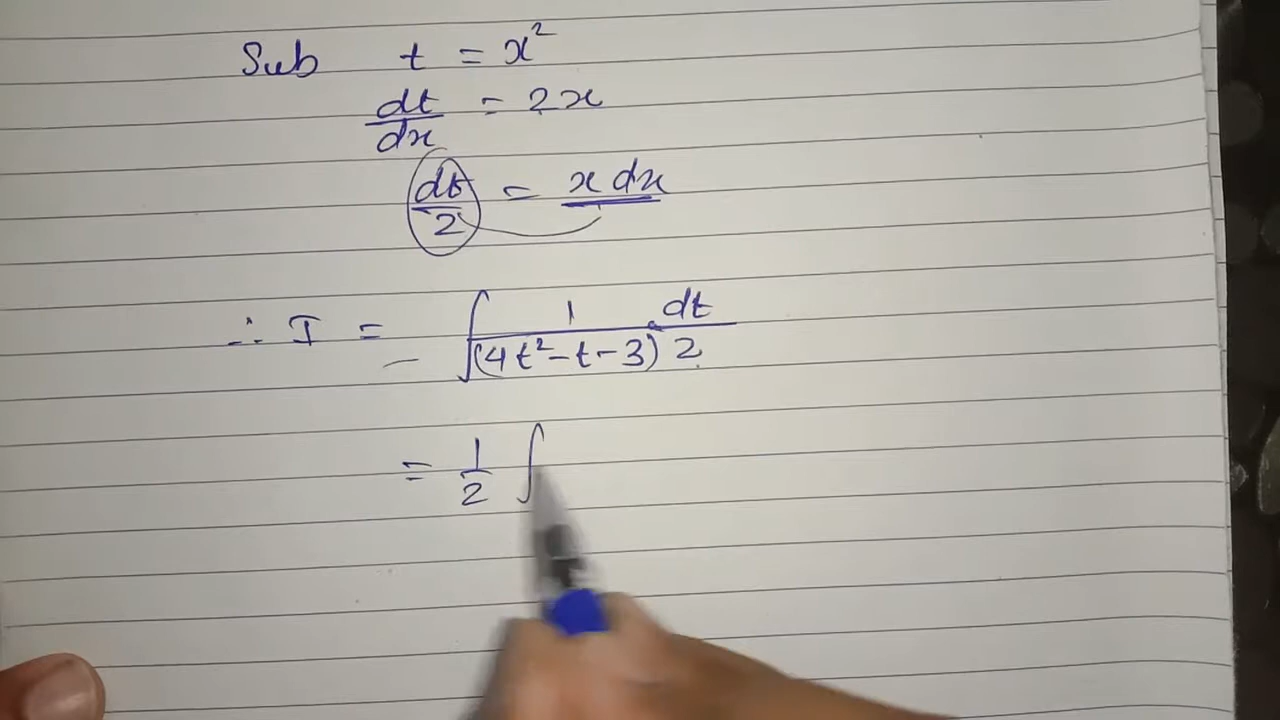 Sub t = x²
dt/dx = 2x
dt/2 = x dx
∴ I = ∫ 1/(4t²-t-3) . dt/2
= 1/2 ∫